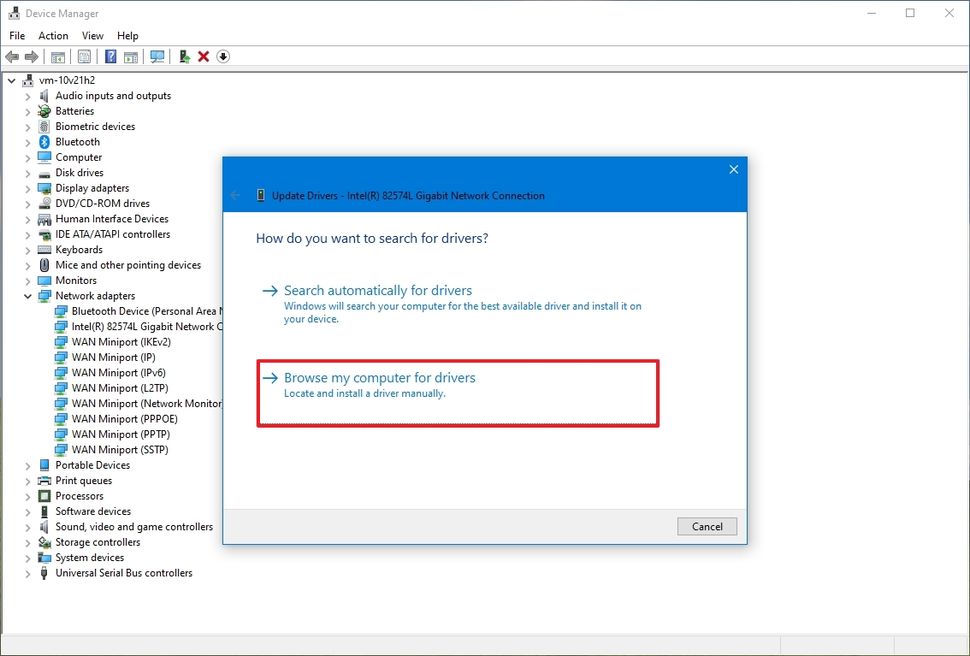 Device Manager
File Action View Help
vm-10v21h2
Audio inputs and outputs
Batteries
Biometric devices
Bluetooth
Computer
Disk drives
Display adapters
DVD/CD-ROM drives
Human Interface Devices
IDE ATA/ATAPI controllers
Keyboards
Mice and other pointing devices
Monitors
Network adapters
Bluetooth Device (Personal Area
Intel(R) 82574L Gigabit Network C
WAN Miniport (IKEv2)
WAN Miniport (IP)
WAN Miniport (IPv6)
WAN Miniport (L2TP)
WAN Miniport (Network Monitor
WAN Miniport (PPPOE)
WAN Miniport (PPTP)
WAN Miniport (SSTP)
Portable Devices
Print queues
Processors
Software devices
Sound, video and game controllers
Storage controllers
System devices
Universal Serial Bus controllers
Update Drivers - Intel(R) 82574L Gigabit Network Connection
How do you want to search for drivers?
Search automatically for drivers
Windows will search your computer for the best available driver and install it on
your device.
Browse my computer for drivers
Locate and install a driver manually.
Cancel